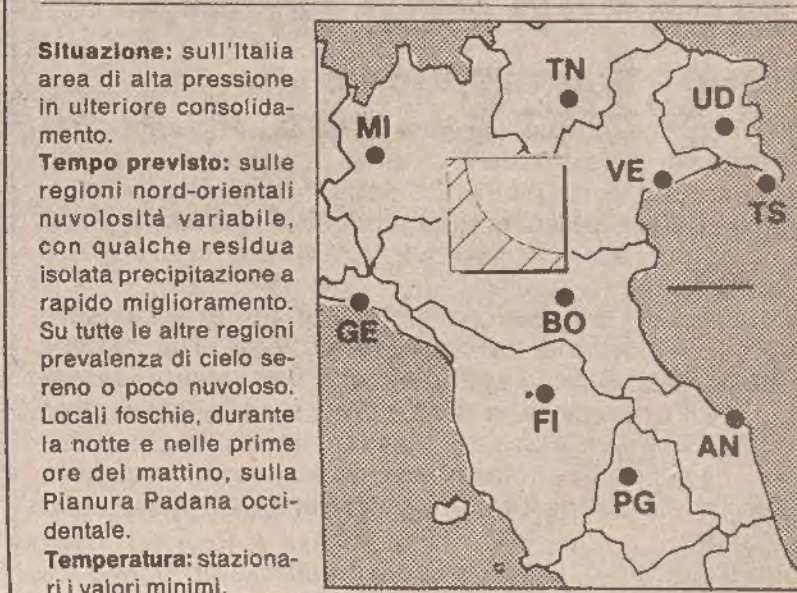 Situazione: sull'Italia
area di alta pressione
in ulteriore consolida-
mento.
Tempo previsto: sulle
regioni nord-orientali
nuvolosità variabile,
con qualche residua
isolata precipitazione a
rapido miglioramento.
Su tutte le altre regioni
prevalenza di cielo se-
reno o poco nuvoloso.
Locali foschie, durante
la notte e nelle prime
ore del mattino, sulla
Pianura Padana occi-
dentale.
Temperatura: staziona-
ri i valori minimi.
TN
UD
MI
VE
TS
GE
BO
FI
AN
PG